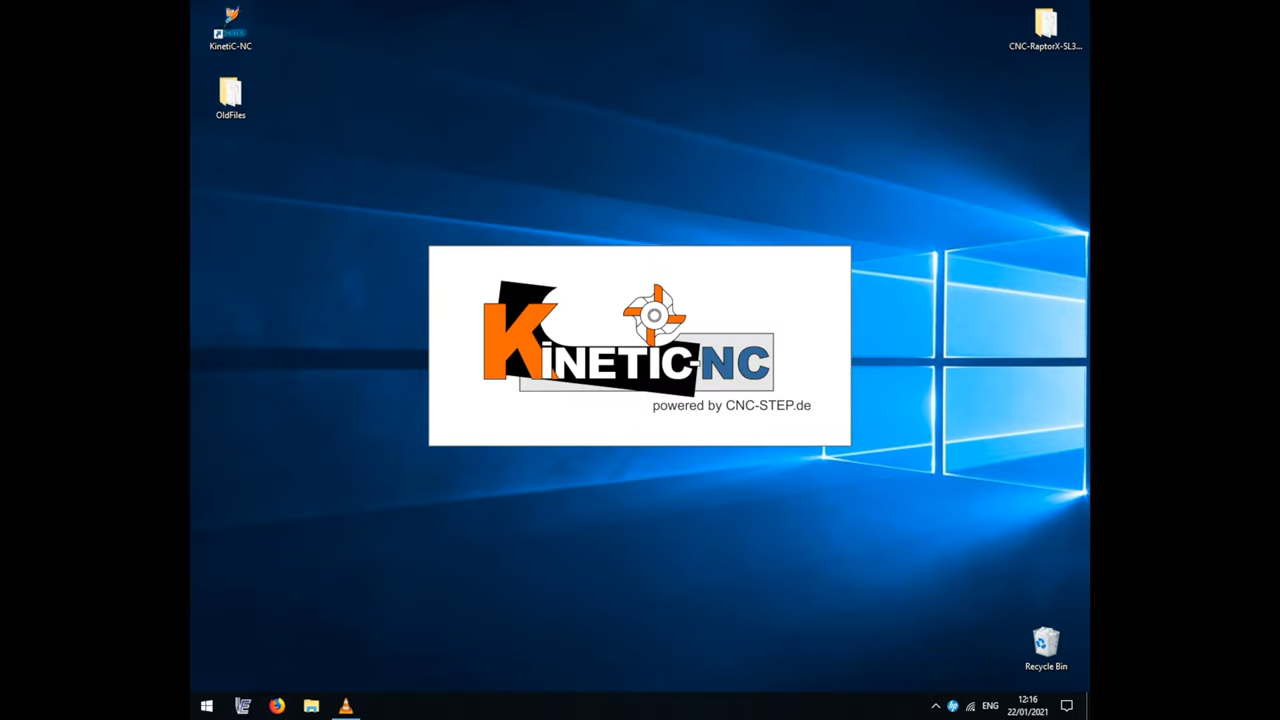 KinetiC-NC
CNC-RaptorX-SL3...
OldFiles
KiNETIC-NC
powered by CNC-STEP.de
Recycle Bin
ENG
12:16
22/01/2021